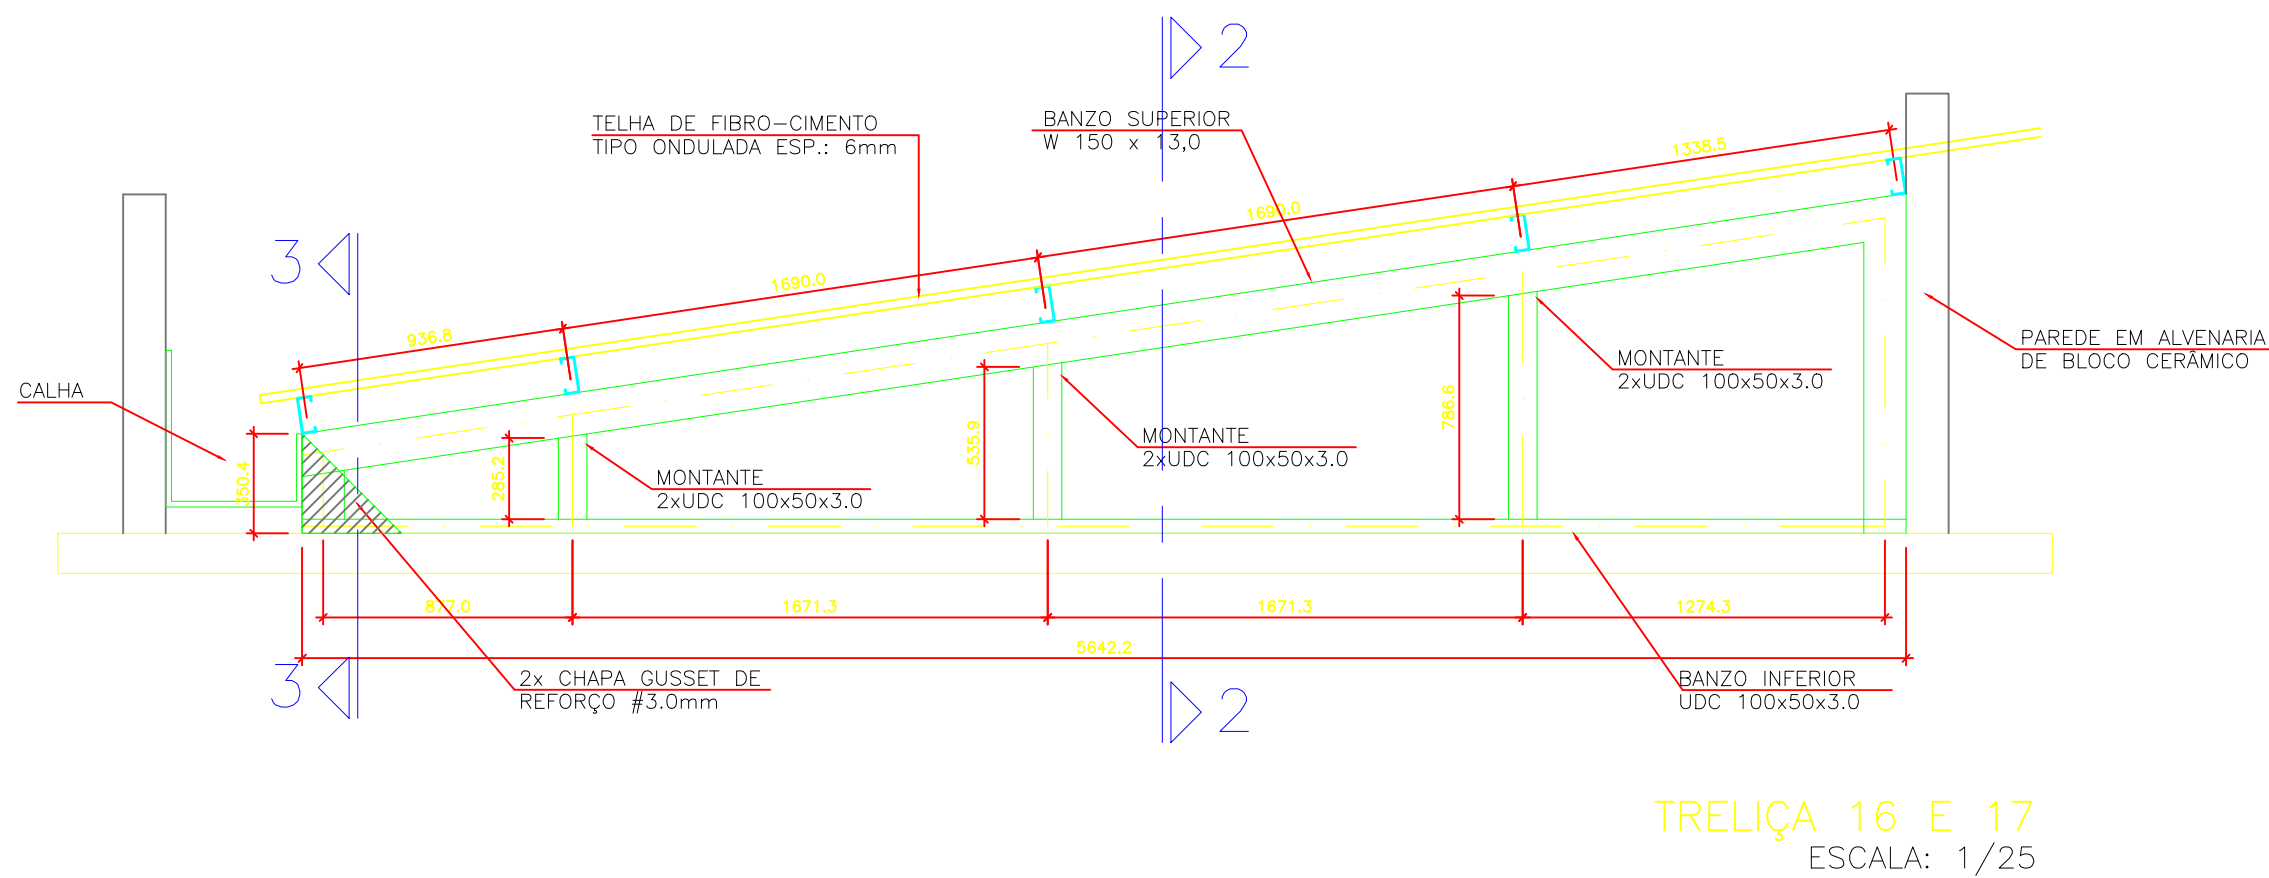 2
TELHA DE FIBRO-CIMENTO
TIPO ONDULADA ESP.: 6mm
BANZO SUPERIOR
W 150 x 13,0
1338.5
1690.0
1690.0
936.8
3
CALHA
PAREDE EM ALVENARIA
DE BLOCO CERÂMICO
MONTANTE
2xUDC 100x50x3.0
MONTANTE
2xUDC 100x50x3.0
MONTANTE
2xUDC 100x50x3.0
350.4
285.2
535.9
786.6
877.0
1671.3
1671.3
1274.3
5642.2
3
2x CHAPA GUSSET DE
REFORÇO #3.0mm
2
BANZO INFERIOR
UDC 100x50x3.0
TRELIÇA 16 E 17
ESCALA: 1/25